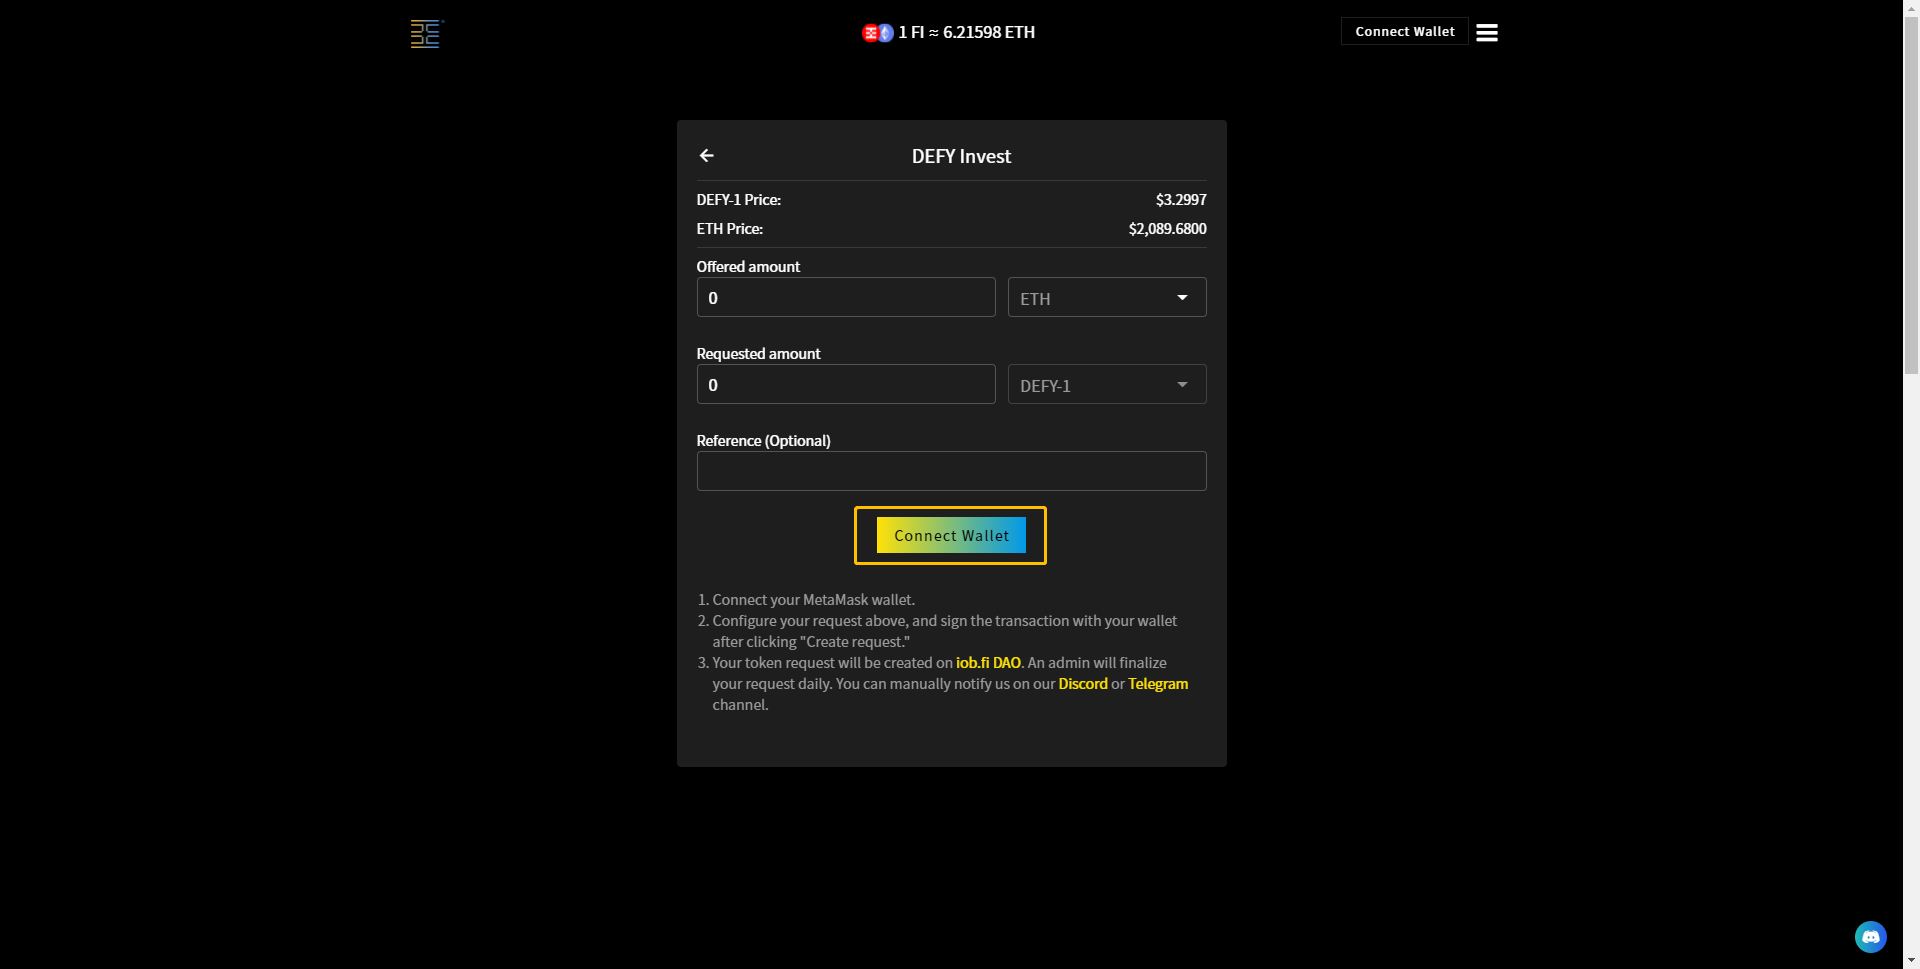 1 FI ≈ 6.21598 ETH
Connect Wallet
DEFY Invest
DEFY-1 Price:
$3.2997
ETH Price:
$2,089.6800
Offered amount
0
ETH
Requested amount
0
DEFY-1
Reference (Optional)
Connect Wallet
1. Connect your MetaMask wallet.
2. Configure your request above, and sign the transaction with your wallet
after clicking "Create request."
3. Your token request will be created on iob.fi DAO. An admin will finalize
your request daily. You can manually notify us on our Discord or Telegram
channel.